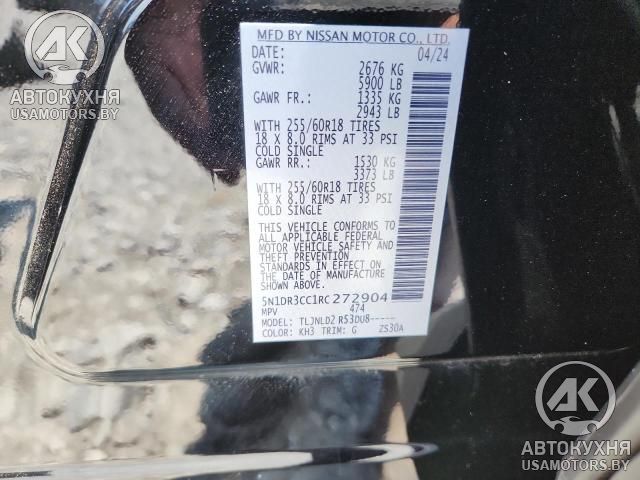 АК
АВТОКУХНЯ
USAMOTORS.BY
MFD BY NISSAN MOTOR CO., LTD.
DATE: 04/24
GVWR: 2676 KG
5900 LB
GAWR FR.: 1335 KG
2943 LB
WITH 255/60R18 TIRES
18 X 8.0 RIMS AT 33 PSI
COLD SINGLE
GAWR RR.: 1530 KG
3373 LB
WITH 255/60R18 TIRES
18 X 8.0 RIMS AT 33 PSI
COLD SINGLE
THIS VEHICLE CONFORMS TO
ALL APPLICABLE FEDERAL
MOTOR VEHICLE SAFETY AND
THEFT PREVENTION
STANDARDS IN EFFECT ON
THE DATE OF MANUFACTURE
SHOWN ABOVE.
5N1DR3CC1RC272904
MPV 474
MODEL: TLJNLD2 R53DU8-----
COLOR: KH3 TRIM: G ZS30A
АК
АВТОКУХНЯ
USAMOTORS.BY